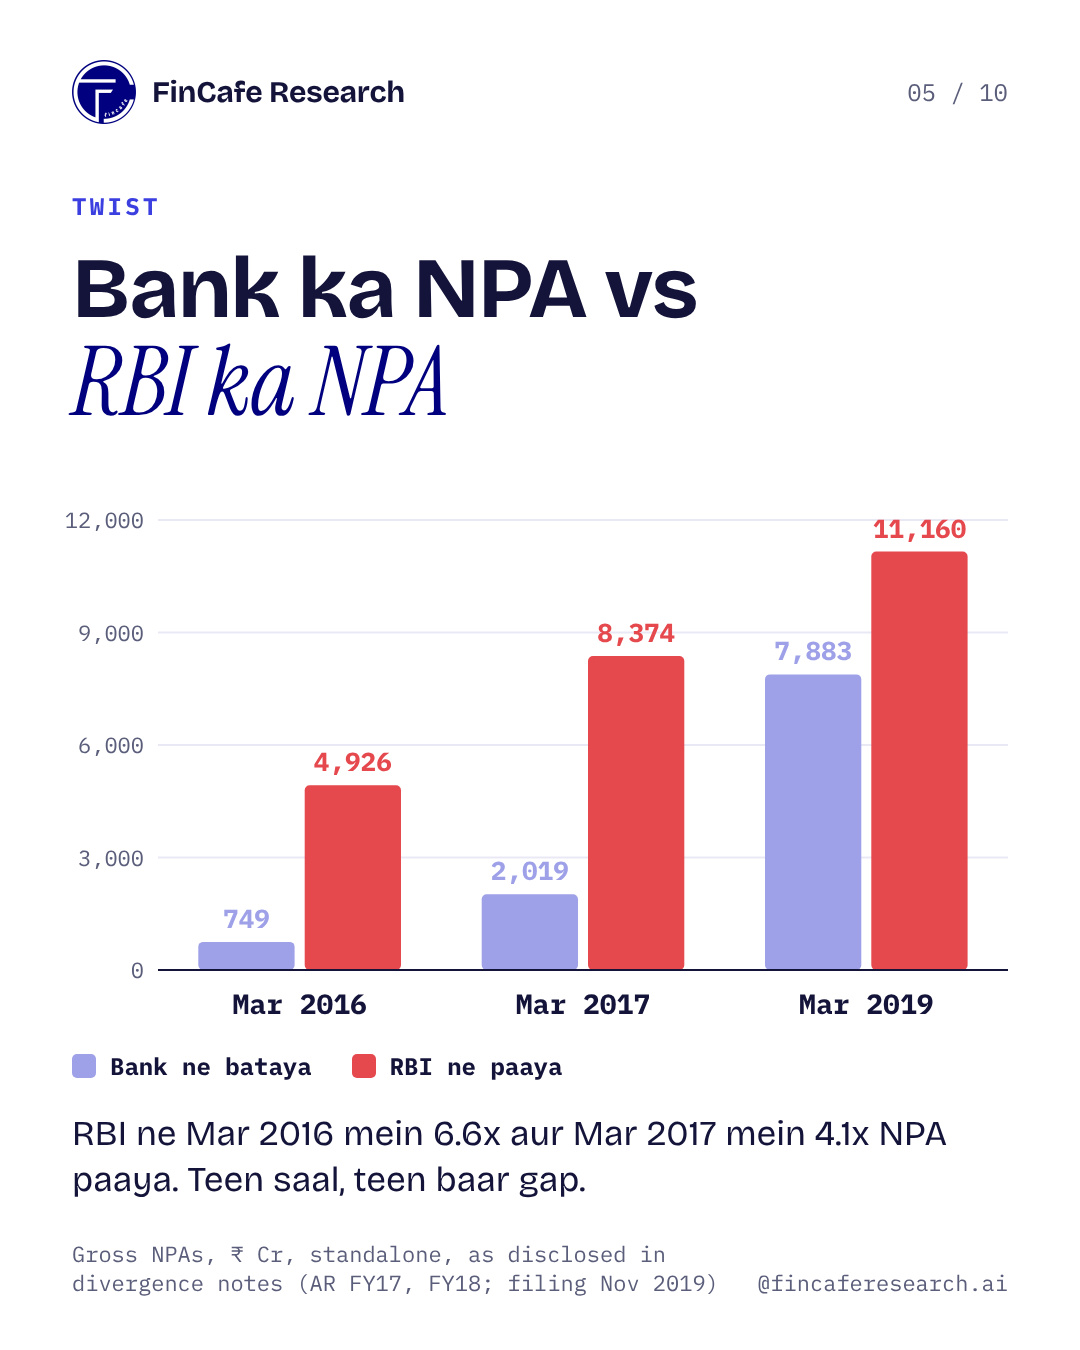 FinCafe Research
05 / 10
TWIST
Bank ka NPA vs
RBI ka NPA
12,000
9,000
6,000
3,000
0
749
4,926
2,019
8,374
7,883
11,160
Mar 2016
Mar 2017
Mar 2019
Bank ne bataya
RBI ne paaya
RBI ne Mar 2016 mein 6.6x aur Mar 2017 mein 4.1x NPA
paaya. Teen saal, teen baar gap.
Gross NPAs, ₹ Cr, standalone, as disclosed in
divergence notes (AR FY17, FY18; filing Nov 2019)
@fincaferesearch.ai